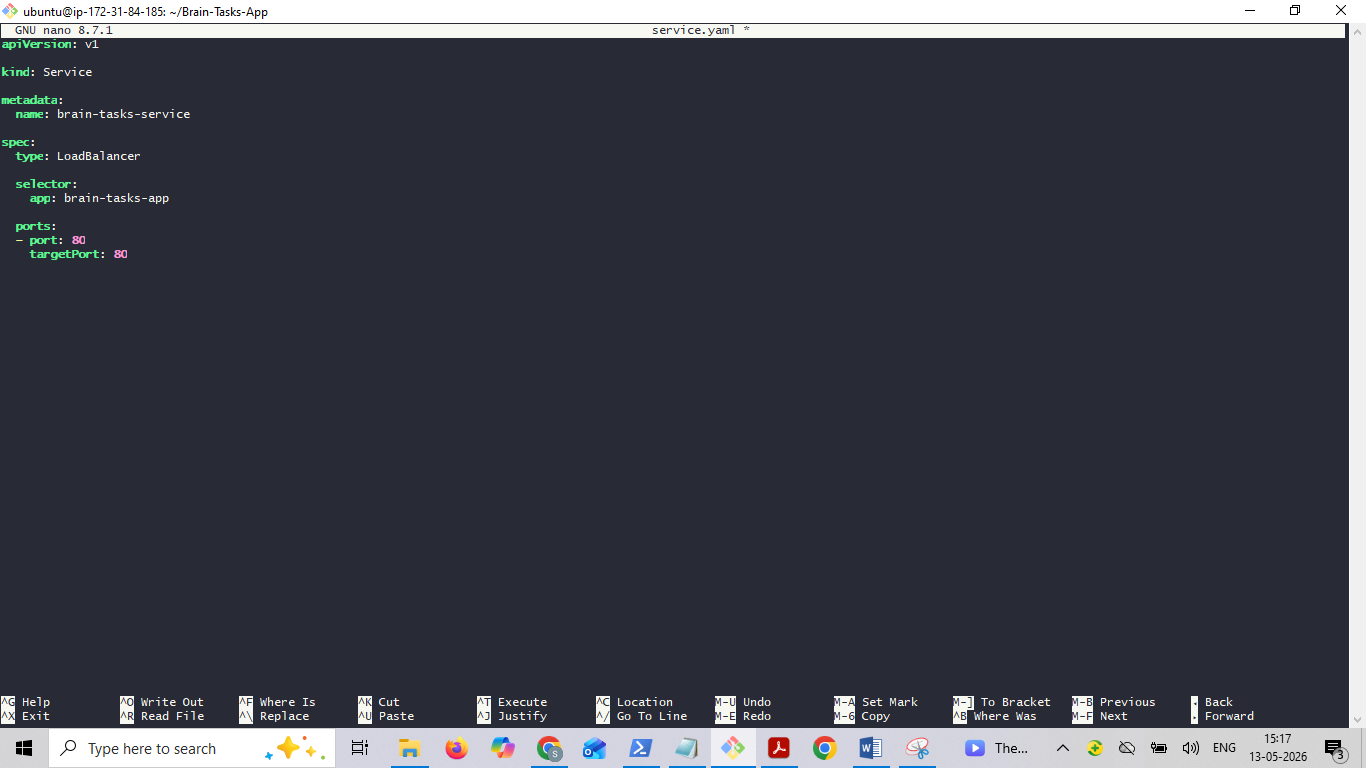 ubuntu@ip-172-31-84-185: ~/Brain-Tasks-App
GNU nano 8.7.1 service.yaml *
apiVersion: v1

kind: Service

metadata:
  name: brain-tasks-service

spec:
  type: LoadBalancer

  selector:
    app: brain-tasks-app

  ports:
  - port: 80
    targetPort: 80

^G Help ^O Write Out ^F Where Is ^K Cut ^T Execute ^C Location M-U Undo M-A Set Mark M-] To Bracket M-B Previous Back
^X Exit ^R Read File ^\ Replace ^U Paste ^J Justify ^/ Go To Line M-E Redo M-6 Copy ^B Where Was M-F Next Forward
Type here to search
The...
ENG
15:17
13-05-2026
3